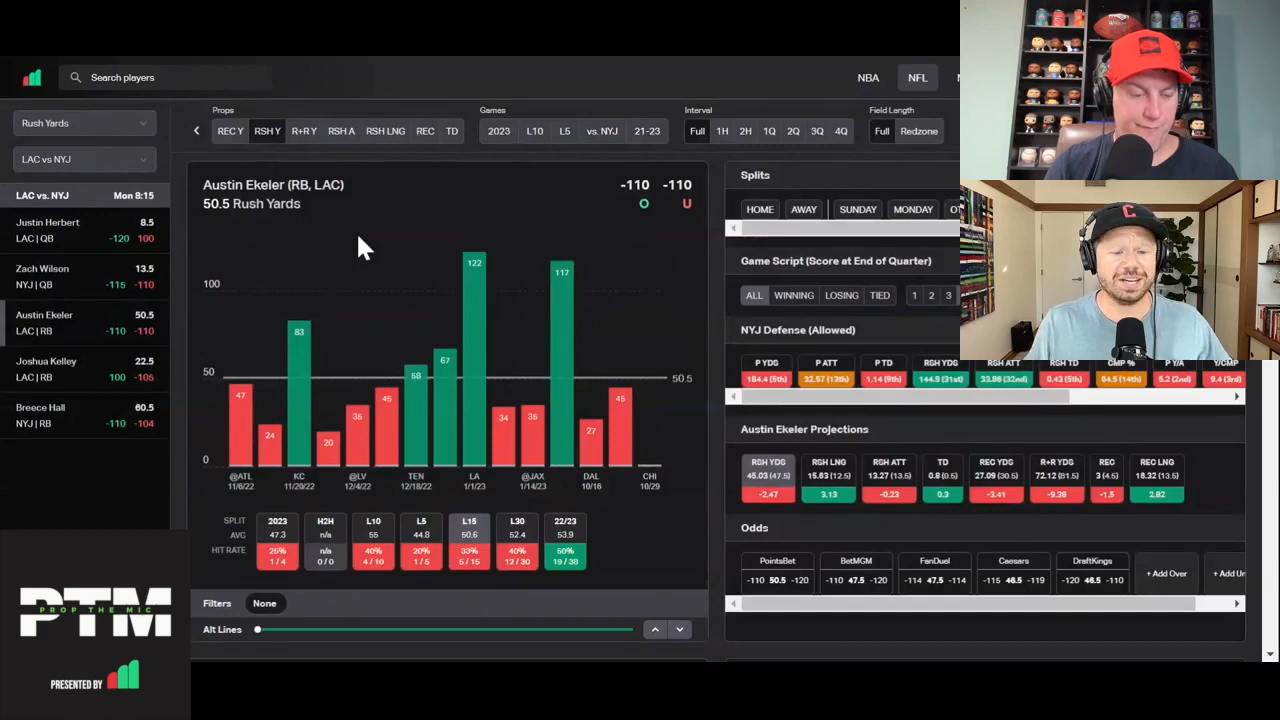 Search players
NBA NFL
Rush Yards
LAC vs NYJ
LAC vs. NYJ Mon 8:15
Justin Herbert 8.5
LAC | QB -120 100
Zach Wilson 13.5
NYJ | QB -115 -110
Austin Ekeler 50.5
LAC | RB -110 -110
Joshua Kelley 22.5
LAC | RB 100 -105
Breece Hall 60.5
NYJ | RB -110 -104
Props Games Interval Field Length
REC Y RSH Y R+R Y RSH A RSH LNG REC TD 2023 L10 L5 vs. NYJ 21-23 Full 1H 2H 1Q 2Q 3Q 4Q Full Redzone
Austin Ekeler (RB, LAC) -110 -110
50.5 Rush Yards O U
100
50
0
50.5
47 24 83 20 35 45 58 67 122 34 35 117 27 45
@ATL KC @LV TEN LA @JAX DAL CHI
11/6/22 11/20/22 12/4/22 12/18/22 1/1/23 1/14/23 10/16 10/29
SPLIT 2023 H2H L10 L5 L15 L30 22/23
AVG 47.3 n/a 55 44.8 50.6 52.4 53.9
HIT RATE 25% n/a 40% 20% 33% 40% 50%
1 / 4 0 / 0 4 / 10 1 / 5 5 / 15 12 / 30 19 / 38
Filters None
Alt Lines
Splits
HOME AWAY SUNDAY MONDAY
Game Script (Score at End of Quarter)
ALL WINNING LOSING TIED 1 2 3
NYJ Defense (Allowed)
P YDS P ATT P TD RSH YDS RSH ATT RSH TD CMP % P Y/A Y/CMP
184.4 (5th) 32.57 (13th) 1.14 (9th) 144.9 (31st) 33.86 (32nd) 0.43 (5th) 64.5 (14th) 5.2 (2nd) 9.4 (3rd)
Austin Ekeler Projections
RSH YDS RSH LNG RSH ATT TD REC YDS R+R YDS REC REC LNG
45.03 (47.5) 15.63 (12.5) 13.27 (13.5) 0.8 (0.5) 27.09 (30.5) 72.12 (81.5) 3 (4.5) 16.32 (13.5)
-2.47 3.13 -0.23 0.3 -3.41 -9.38 -1.5 2.82
Odds
PointsBet BetMGM FanDuel Caesars DraftKings + Add Over + Add Un
-110 50.5 -120 -110 47.5 -120 -114 47.5 -114 -115 46.5 -119 -120 46.5 -110
PTM
PROP THE MIC
PRESENTED BY